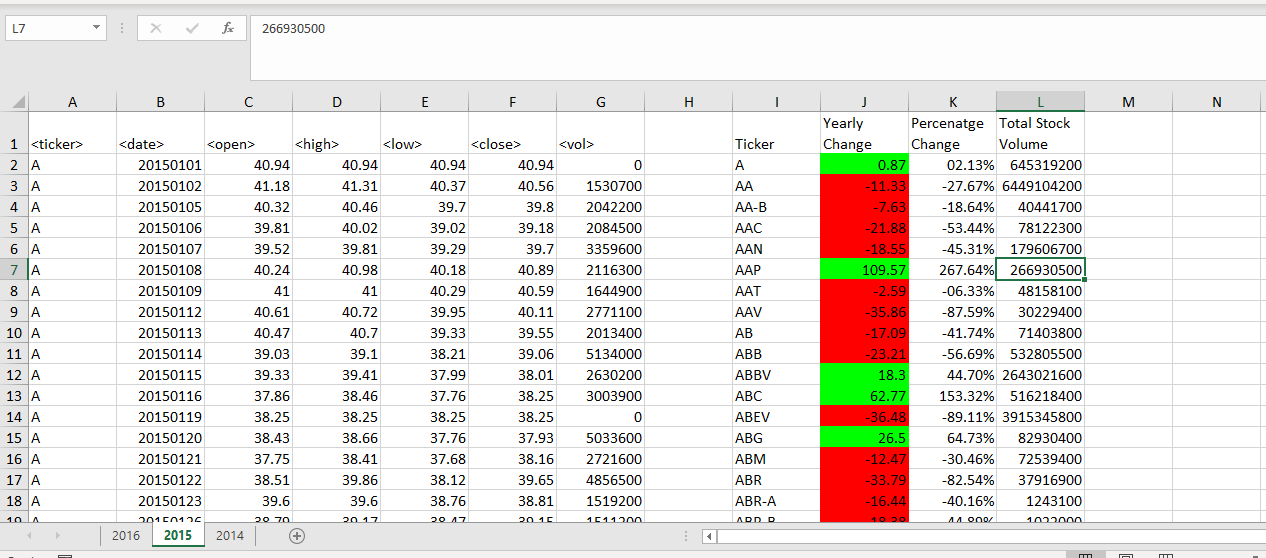 L7 fx 266930500
A B C D E F G H I J K L M N
Yearly Percenatge Total Stock
1 <ticker> <date> <open> <high> <low> <close> <vol> Ticker Change Change Volume
2 A 20150101 40.94 40.94 40.94 40.94 0 A 0.87 02.13% 645319200
3 A 20150102 41.18 41.31 40.37 40.56 1530700 AA -11.33 -27.67% 6449104200
4 A 20150105 40.32 40.46 39.7 39.8 2042200 AA-B -7.63 -18.64% 40441700
5 A 20150106 39.81 40.02 39.02 39.18 2084500 AAC -21.88 -53.44% 78122300
6 A 20150107 39.52 39.81 39.29 39.7 3359600 AAN -18.55 -45.31% 179606700
7 A 20150108 40.24 40.98 40.18 40.89 2116300 AAP 109.57 267.64% 266930500
8 A 20150109 41 41 40.29 40.59 1644900 AAT -2.59 -06.33% 48158100
9 A 20150112 40.61 40.72 39.95 40.11 2771100 AAV -35.86 -87.59% 30229400
10 A 20150113 40.47 40.7 39.33 39.55 2013400 AB -17.09 -41.74% 71403800
11 A 20150114 39.03 39.1 38.21 39.06 5134000 ABB -23.21 -56.69% 532805500
12 A 20150115 39.33 39.41 37.99 38.01 2630200 ABBV 18.3 44.70% 2643021600
13 A 20150116 37.86 38.46 37.76 38.25 3003900 ABC 62.77 153.32% 516218400
14 A 20150119 38.25 38.25 38.25 38.25 0 ABEV -36.48 -89.11% 3915345800
15 A 20150120 38.43 38.66 37.76 37.93 5033600 ABG 26.5 64.73% 82930400
16 A 20150121 37.75 38.41 37.68 38.16 2721600 ABM -12.47 -30.46% 72539400
17 A 20150122 38.51 39.86 38.12 39.65 4856500 ABR -33.79 -82.54% 37916900
18 A 20150123 39.6 39.6 38.76 38.81 1519200 ABR-A -16.44 -40.16% 1243100
19 A 20150126 38.79 39.17 38.47 39.15 1511200 ABR-B
2016 2015 2014